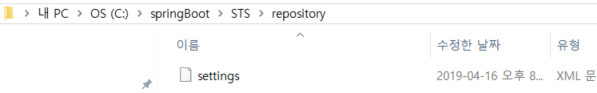 내 PC > OS (C:) > springBoot > STS > repository
이름 수정한 날짜 유형
settings 2019-04-16 오후 8... XML 문